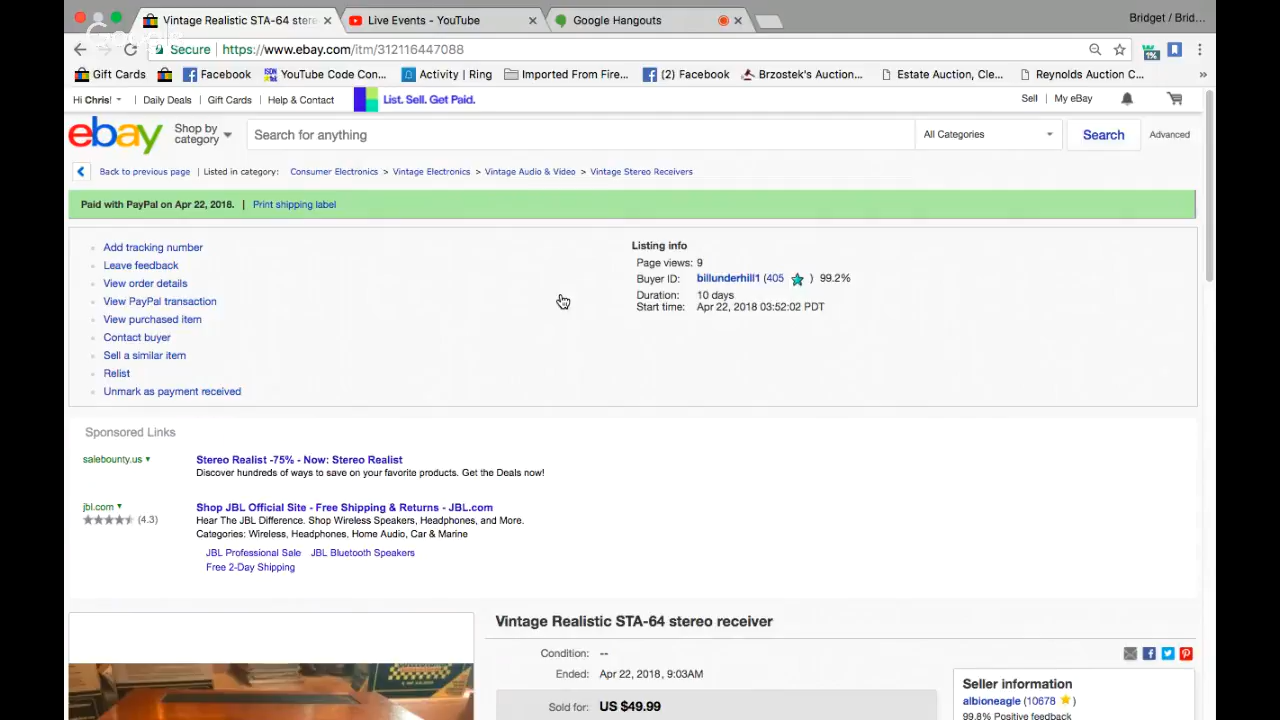 Vintage Realistic STA-64 stere
Live Events - YouTube
Google Hangouts
Bridget / Brid...
Google
Secure https://www.ebay.com/itm/312116447088
Gift Cards
Facebook
YouTube Code Con...
Activity | Ring
Imported From Fire...
(2) Facebook
Brzostek's Auction...
Estate Auction, Cle...
Reynolds Auction C...
»
Hi Chris!
Daily Deals
Gift Cards
Help & Contact
List. Sell. Get Paid.
Sell
My eBay
ebay
Shop by
category
Search for anything
All Categories
Search
Advanced
Back to previous page | Listed in category: Consumer Electronics > Vintage Electronics > Vintage Audio & Video > Vintage Stereo Receivers
Paid with PayPal on Apr 22, 2018. | Print shipping label
Add tracking number
Leave feedback
View order details
View PayPal transaction
View purchased item
Contact buyer
Sell a similar item
Relist
Unmark as payment received
Listing info
Page views: 9
Buyer ID: billunderhill1 (405 ) 99.2%
Duration: 10 days
Start time: Apr 22, 2018 03:52:02 PDT
Sponsored Links
salebounty.us
Stereo Realist -75% - Now: Stereo Realist
Discover hundreds of ways to save on your favorite products. Get the Deals now!
jbl.com
(4.3)
Shop JBL Official Site - Free Shipping & Returns - JBL.com
Hear The JBL Difference. Shop Wireless Speakers, Headphones, and More.
Categories: Wireless, Headphones, Home Audio, Car & Marine
JBL Professional Sale JBL Bluetooth Speakers
Free 2-Day Shipping
Vintage Realistic STA-64 stereo receiver
Condition: --
Ended: Apr 22, 2018, 9:03AM
Sold for: US $49.99
Seller information
albioneagle (10678 )
99.8% Positive feedback